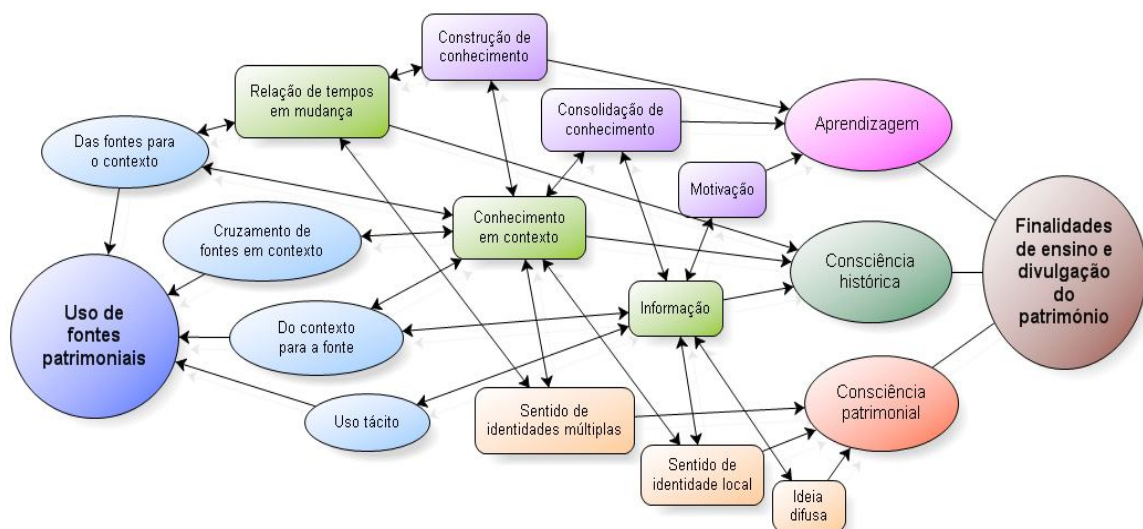 Construção de
conhecimento
Relação de tempos
em mudança
Consolidação de
conhecimento
Aprendizagem
Das fontes para
o contexto
Motivação
Cruzamento de
fontes em contexto
Conhecimento
em contexto
Finalidades
de ensino e
divulgação
do
património
Consciência
histórica
Uso de
fontes
patrimoniais
Do contexto
para a fonte
Informação
Uso tácito
Sentido de
identidades múltiplas
Consciência
patrimonial
Sentido de
identidade local
Ideia
difusa